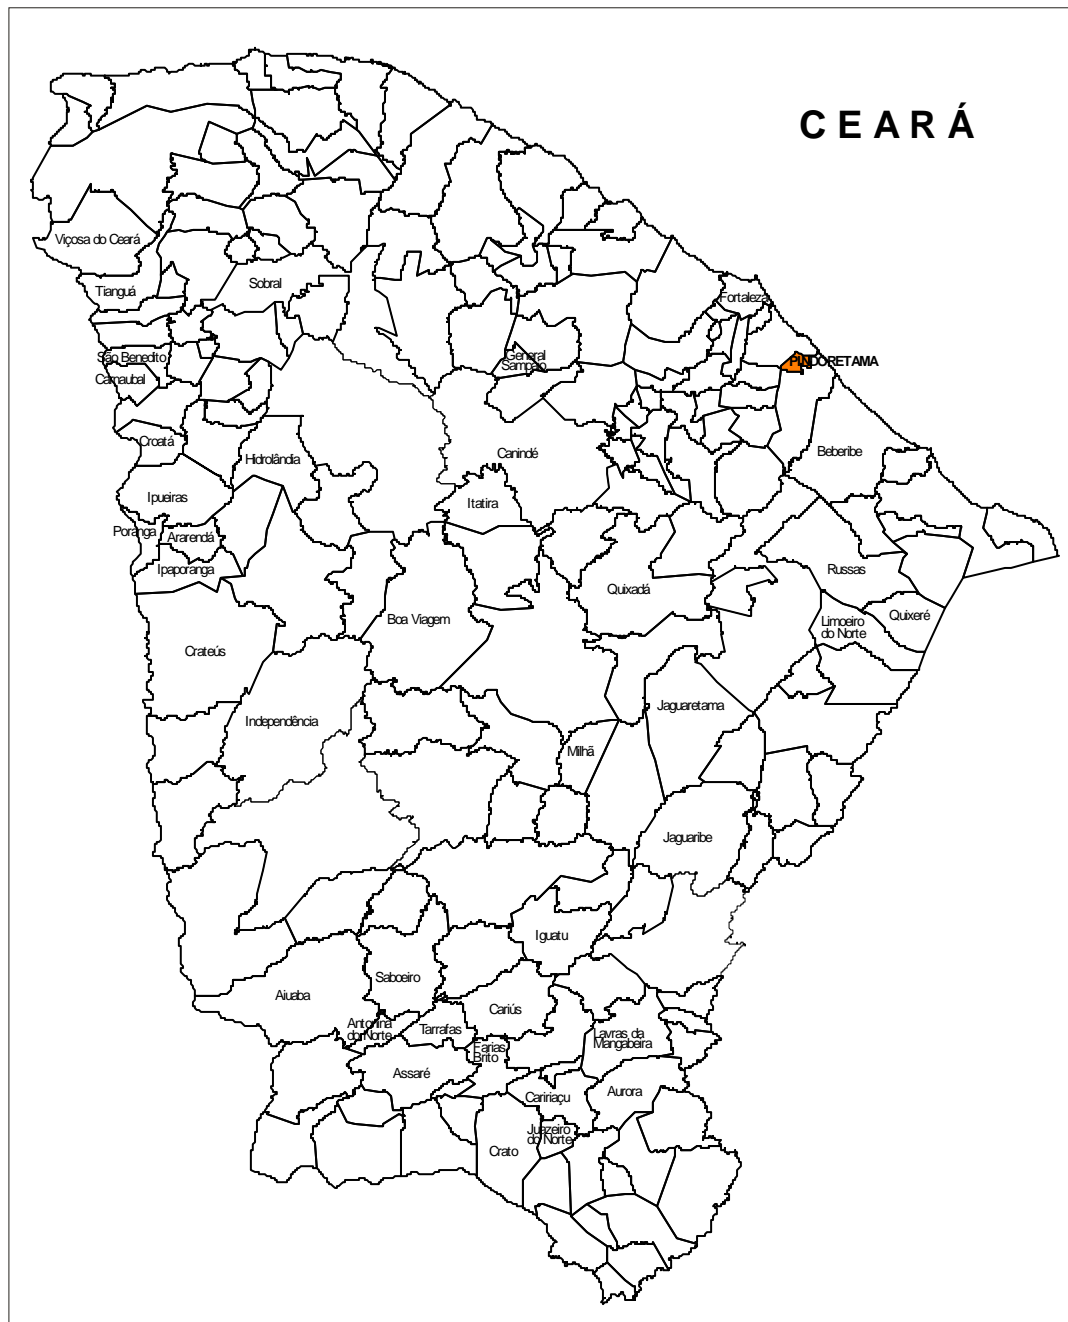 CEARÁ
Viçosa do Ceará
Tianguá
Sobral
Fortaleza
São Benedito
General
Sampaio
PINDORETAMA
Carnaubal
Croatá
Hidrolândia
Canindé
Beberibe
Ipueiras
Itatira
Poranga
Ararendá
Ipaporanga
Quixadá
Russas
Boa Viagem
Limoeiro
do Norte
Quixeré
Crateús
Independência
Jaguaretama
Milhã
Jaguaribe
Iguatu
Saboeiro
Aiuaba
Cariús
Antonina
do Norte
Tarrafas
Lavras da
Mangabeira
Farias
Brito
Assaré
Caririaçu
Aurora
Juazeiro
do Norte
Crato